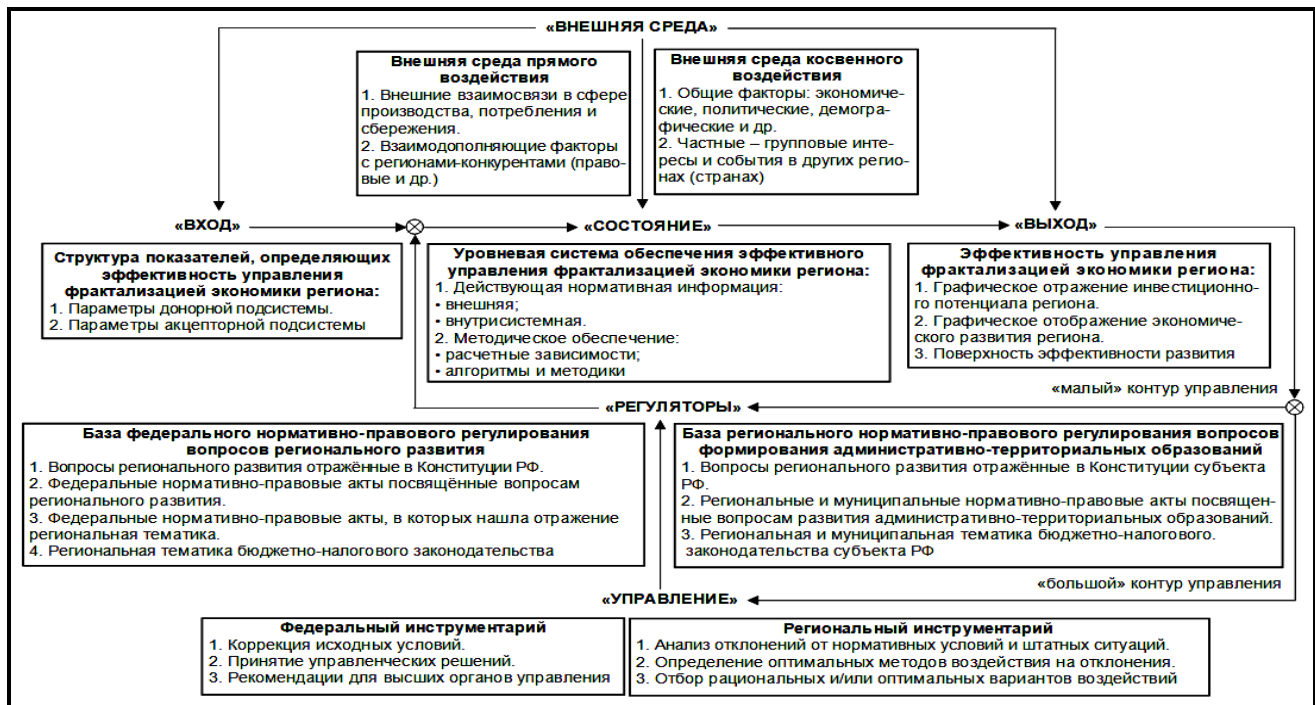 «ВНЕШНЯЯ СРЕДА»
Внешняя среда прямого
воздействия
1. Внешние взаимосвязи в сфере
производства, потребления и
сбережения.
2. Взаимодополняющие факторы
с регионами-конкурентами (право-
вые и др.)
Внешняя среда косвенного
воздействия
1. Общие факторы: экономиче-
ские, политические, демогра-
фические и др.
2. Частные – групповые инте-
ресы и события в других регио-
нах (странах)
«ВХОД»
«СОСТОЯНИЕ»
«ВЫХОД»
Структура показателей, определяющих
эффективность управления
фрактализацией экономики региона:
1. Параметры донорной подсистемы.
2. Параметры акцепторной подсистемы
Уровневая система обеспечения эффективного
управления фрактализацией экономики региона:
1. Действующая нормативная информация:
• внешняя;
• внутрисистемная.
2. Методическое обеспечение:
• расчетные зависимости;
• алгоритмы и методики
Эффективность управления
фрактализацией экономики региона:
1. Графическое отражение инвестиционно-
го потенциала региона.
2. Графическое отображение экономиче-
ского развития региона.
3. Поверхность эффективности развития
«малый» контур управления
«РЕГУЛЯТОРЫ»
База федерального нормативно-правового регулирования
вопросов регионального развития
1. Вопросы регионального развития отражённые в Конституции РФ.
2. Федеральные нормативно-правовые акты посвящённые вопросам
регионального развития.
3. Федеральные нормативно-правовые акты, в которых нашла отражение
региональная тематика.
4. Региональная тематика бюджетно-налогового законодательства
База регионального нормативно-правового регулирования вопросов
формирования административно-территориальных образований
1. Вопросы регионального развития отражённые в Конституции субъекта
РФ.
2. Региональные и муниципальные нормативно-правовые акты посвящен-
ные вопросам развития административно-территориальных образований.
3. Региональная и муниципальная тематика бюджетно-налогового.
законодательства субъекта РФ
«большой» контур управления
«УПРАВЛЕНИЕ»
Федеральный инструментарий
1. Коррекция исходных условий.
2. Принятие управленческих решений.
3. Рекомендации для высших органов управления
Региональный инструментарий
1. Анализ отклонений от нормативных условий и штатных ситуаций.
2. Определение оптимальных методов воздействия на отклонения.
3. Отбор рациональных и/или оптимальных вариантов воздействий